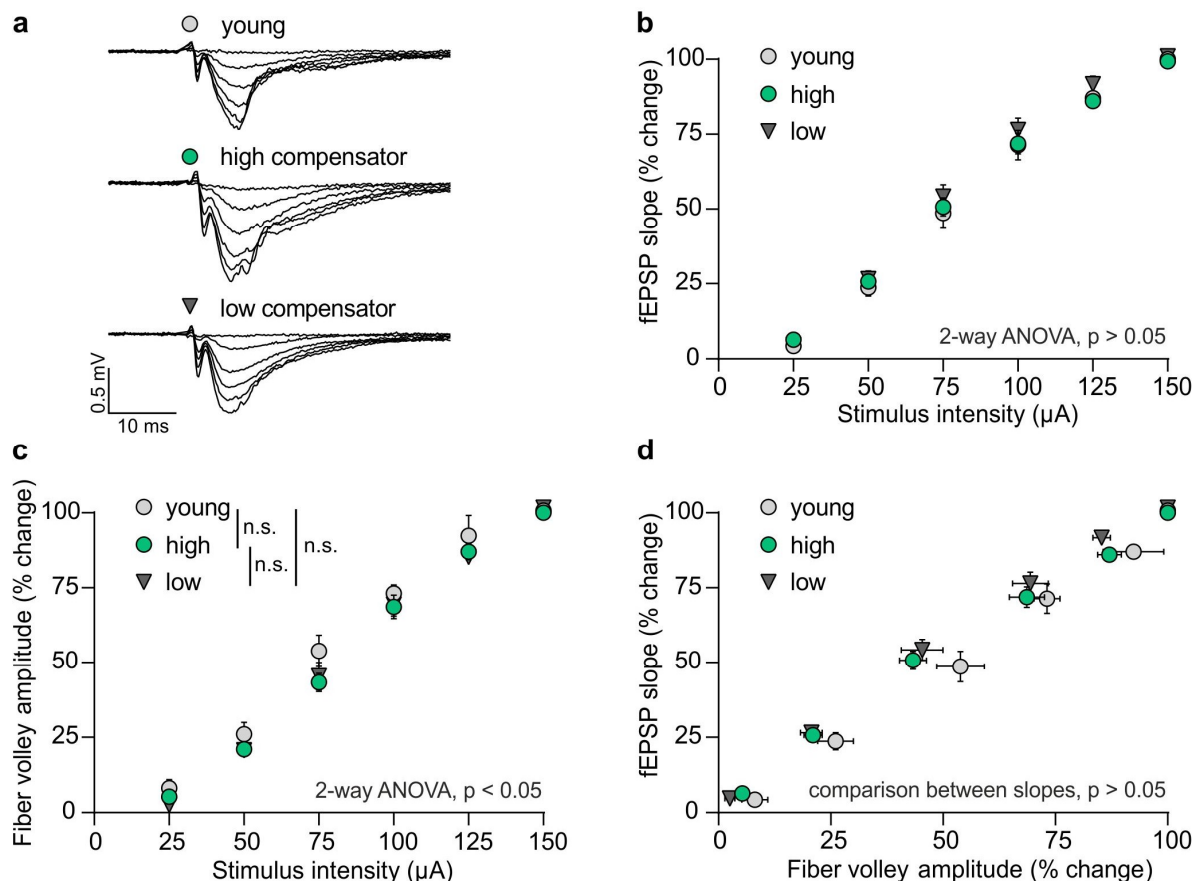 a
young
high compensator
low compensator
0.5 mV
10 ms
b
fEPSP slope (% change)
100
75
50
25
0
young
high
low
2-way ANOVA, p > 0.05
0 25 50 75 100 125 150
Stimulus intensity (µA)
c
Fiber volley amplitude (% change)
100
75
50
25
0
young
high
low
n.s.
n.s.
n.s.
2-way ANOVA, p < 0.05
0 25 50 75 100 125 150
Stimulus intensity (µA)
d
fEPSP slope (% change)
100
75
50
25
0
young
high
low
comparison between slopes, p > 0.05
0 25 50 75 100
Fiber volley amplitude (% change)